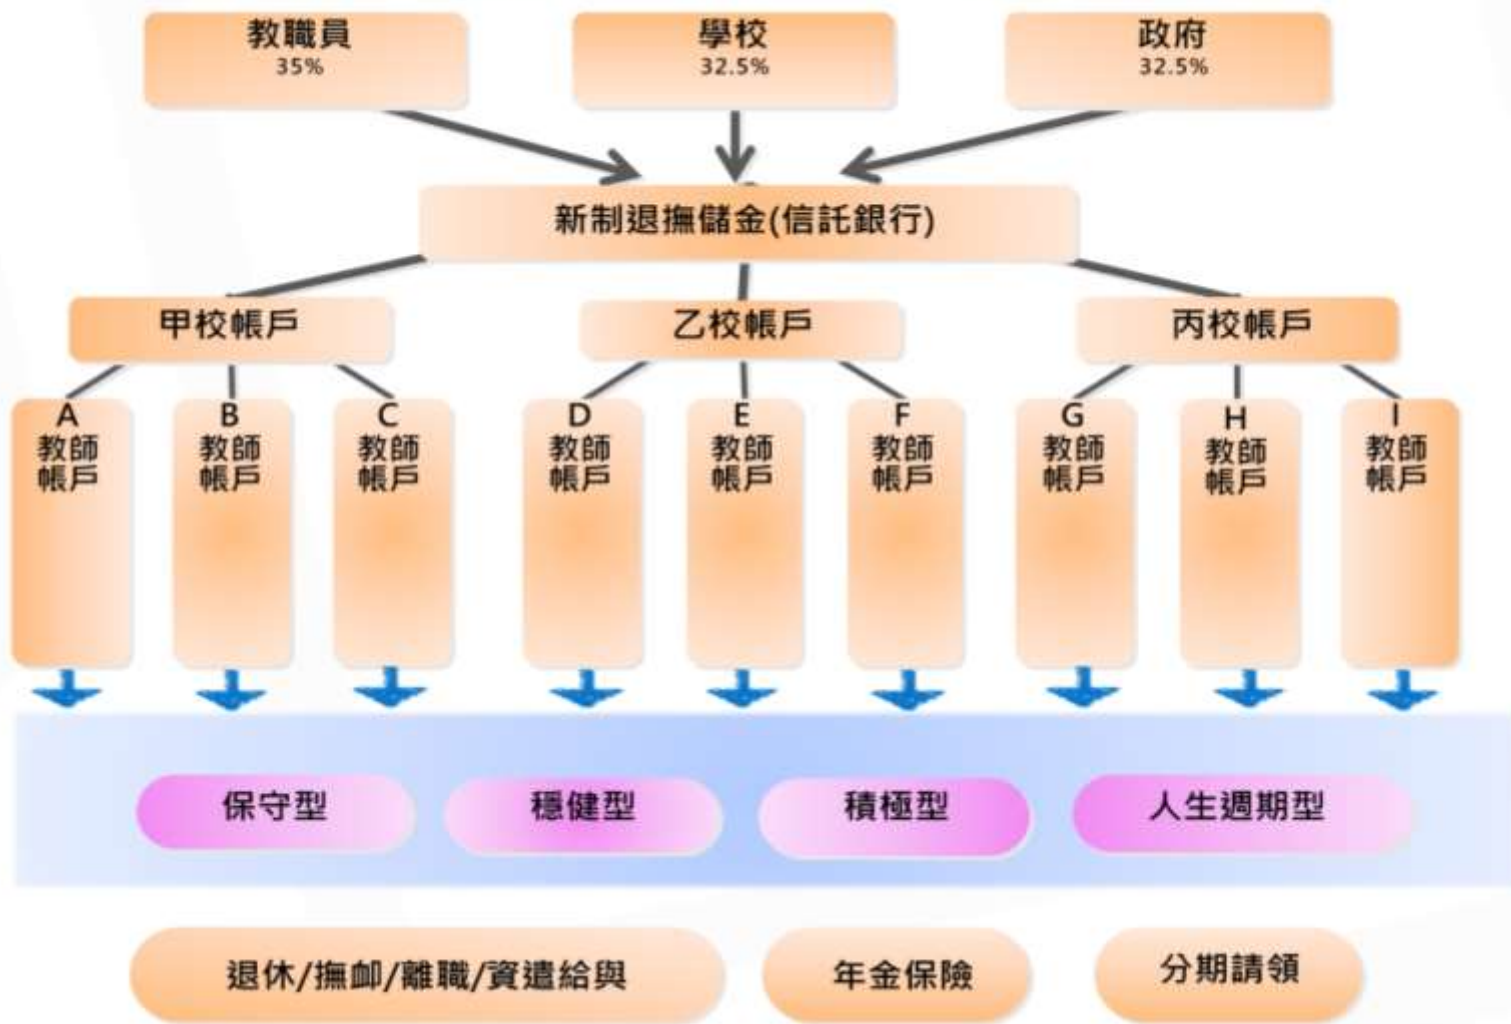 教職員
35%
學校
32.5%
政府
32.5%
新制退撫儲金(信託銀行)
甲校帳戶
乙校帳戶
丙校帳戶
A
教師
帳戶
B
教師
帳戶
C
教師
帳戶
D
教師
帳戶
E
教師
帳戶
F
教師
帳戶
G
教師
帳戶
H
教師
帳戶
I
教師
帳戶
保守型
穩健型
積極型
人生週期型
退休/撫卹/離職/資遣給與
年金保險
分期請領